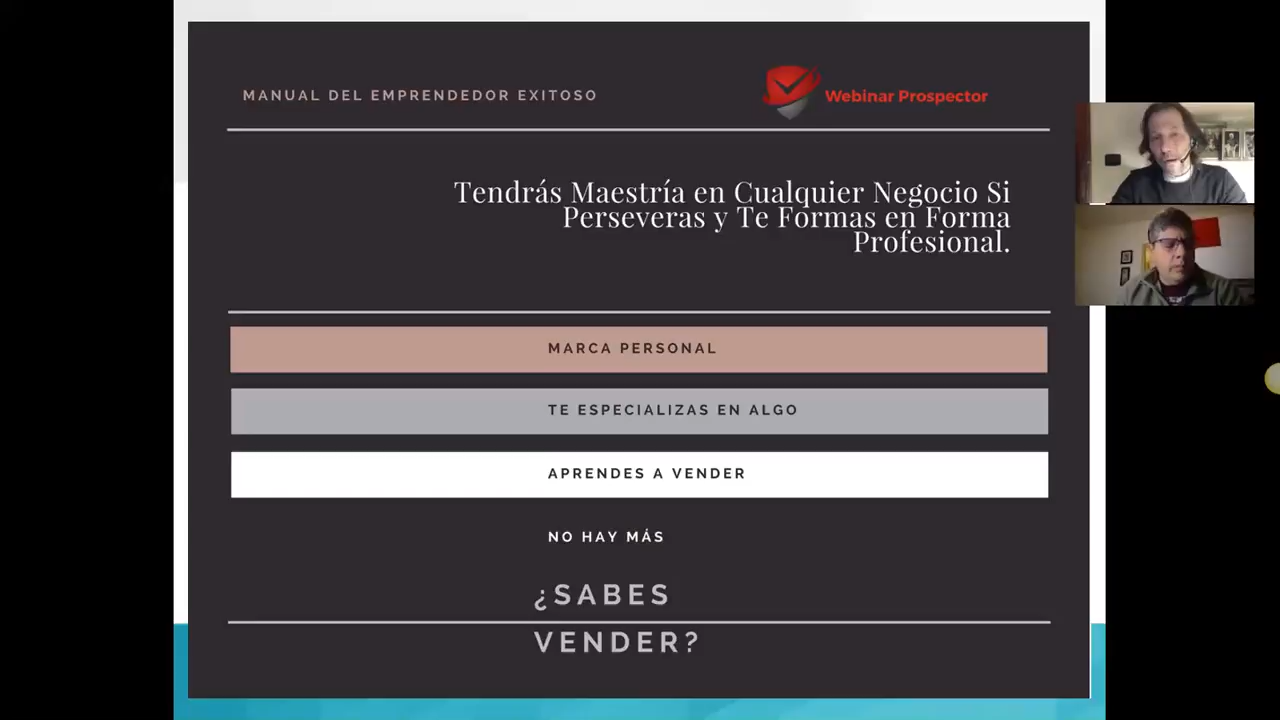 MANUAL DEL EMPRENDEDOR EXITOSO
Webinar Prospector
Tendrás Maestría en Cualquier Negocio Si
Perseveras y Te Formas en Forma
Profesional.
MARCA PERSONAL
TE ESPECIALIZAS EN ALGO
APRENDES A VENDER
NO HAY MÁS
¿SABES
VENDER?